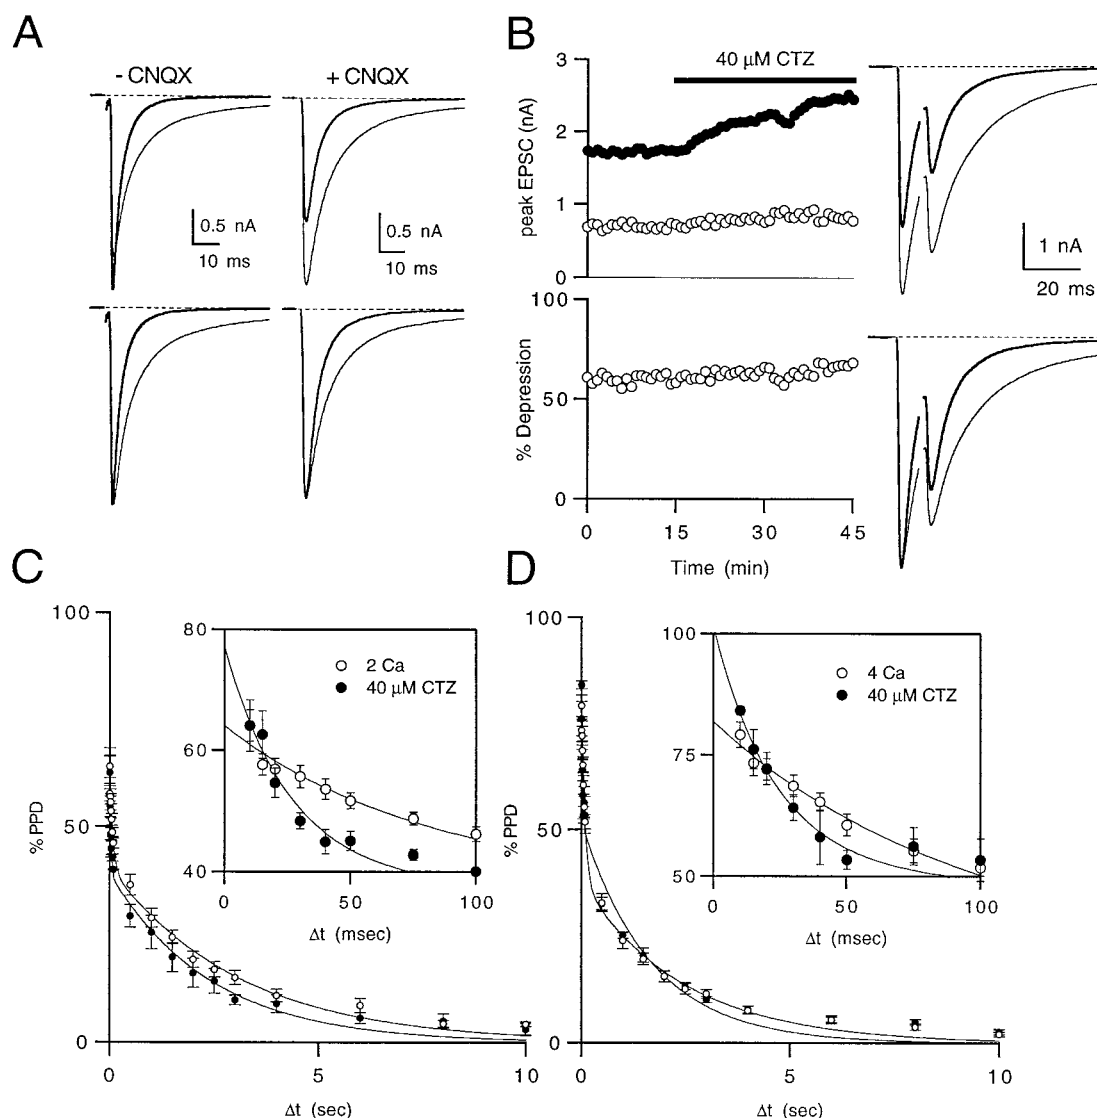 A
- CNQX
+ CNQX
0.5 nA
10 ms
0.5 nA
10 ms
B
40 µM CTZ
3
2
1
0
peak EPSC (nA)
1 nA
20 ms
100
50
0
% Depression
0
15
30
45
Time (min)
C
100
50
0
% PPD
0
5
10
Δt (sec)
80
60
40
0
50
100
Δt (msec)
2 Ca
40 µM CTZ
D
100
50
0
% PPD
0
5
10
Δt (sec)
100
75
50
0
50
100
Δt (msec)
4 Ca
40 µM CTZ